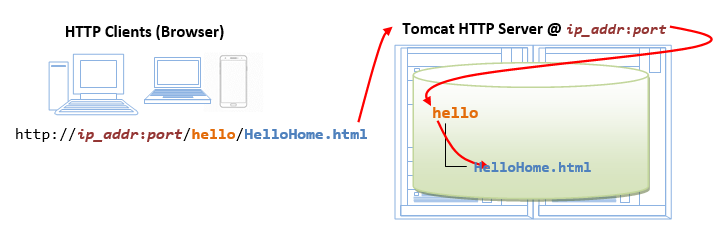 HTTP Clients (Browser)
http://ip_addr:port/hello/HelloHome.html
Tomcat HTTP Server @ ip_addr:port
hello
HelloHome.html